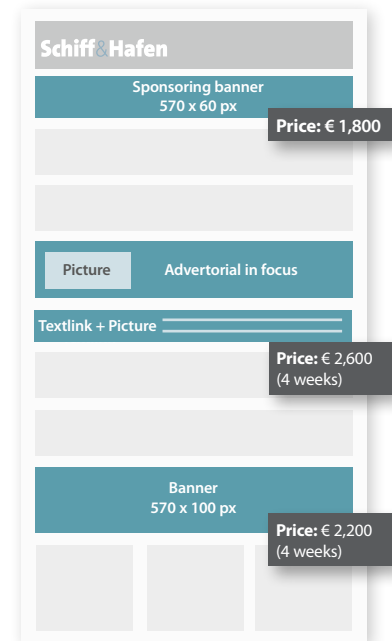 Schiff&Hafen
Sponsoring banner
570 x 60 px
Price: € 1,800
Picture
Advertorial in focus
Textlink + Picture
Price: € 2,600
(4 weeks)
Banner
570 x 100 px
Price: € 2,200
(4 weeks)